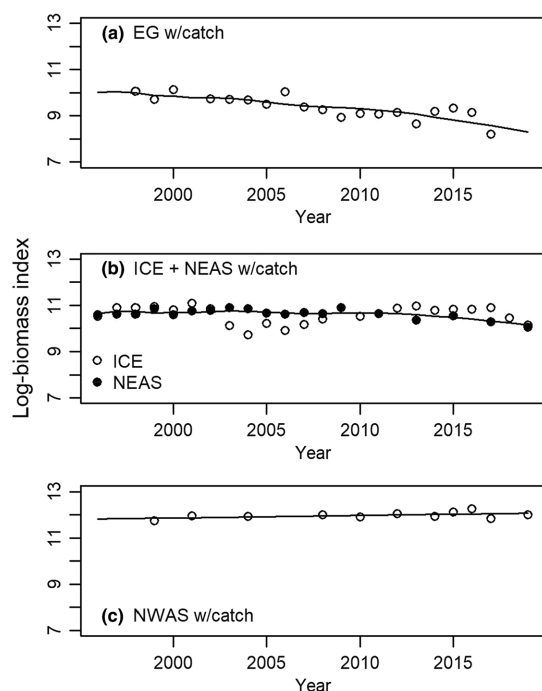 (a) EG w/catch
13
11
9
7
2000 2005 2010 2015
Year
Log-biomass index
(b) ICE + NEAS w/catch
13
11
9
7
ICE
NEAS
2000 2005 2010 2015
Year
13
11
9
7
(c) NWAS w/catch
2000 2005 2010 2015
Year